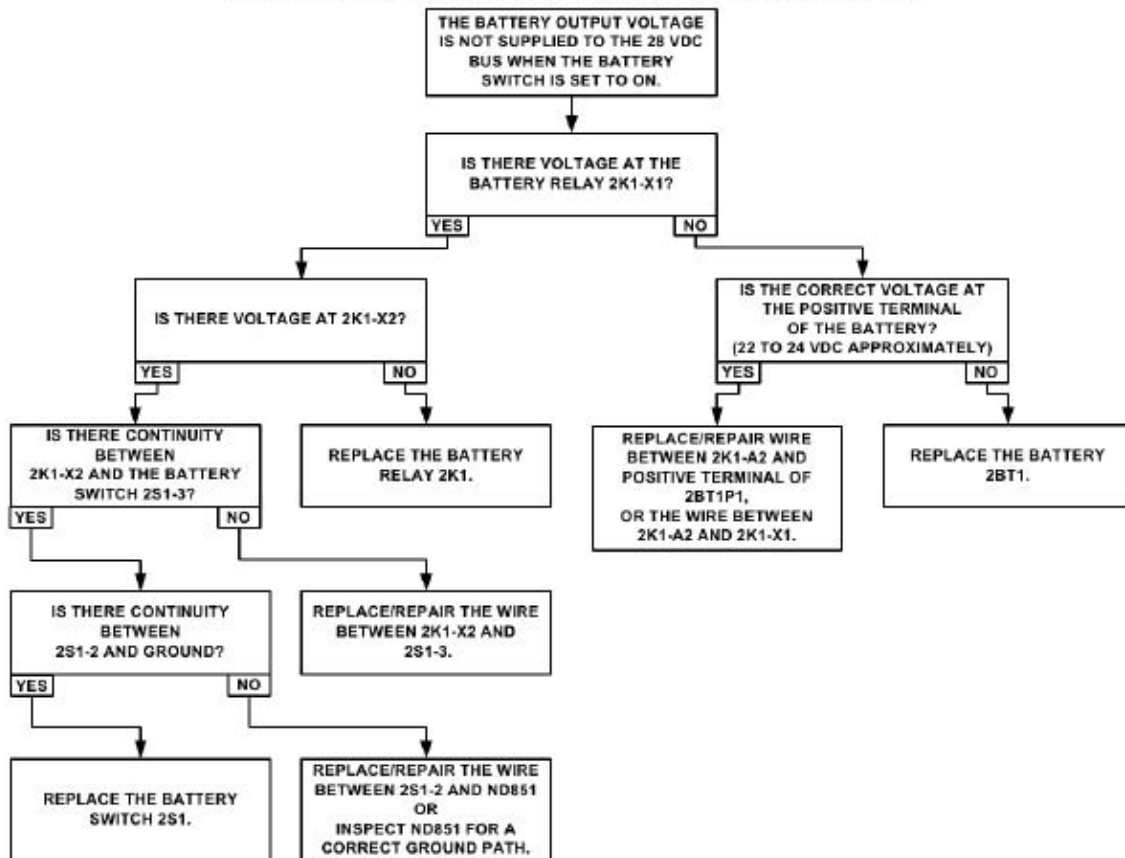 THE BATTERY OUTPUT VOLTAGE
IS NOT SUPPLIED TO THE 28 VDC
BUS WHEN THE BATTERY
SWITCH IS SET TO ON.
IS THERE VOLTAGE AT THE
BATTERY RELAY 2K1-X1?
YES
NO
IS THERE VOLTAGE AT 2K1-X2?
YES
NO
IS THE CORRECT VOLTAGE AT
THE POSITIVE TERMINAL
OF THE BATTERY?
(22 TO 24 VDC APPROXIMATELY)
YES
NO
IS THERE CONTINUITY
BETWEEN
2K1-X2 AND THE BATTERY
SWITCH 2S1-3?
YES
NO
REPLACE THE BATTERY
RELAY 2K1.
REPLACE/REPAIR WIRE
BETWEEN 2K1-A2 AND
POSITIVE TERMINAL OF
2BT1P1,
OR THE WIRE BETWEEN
2K1-A2 AND 2K1-X1.
REPLACE THE BATTERY
2BT1.
IS THERE CONTINUITY
BETWEEN
2S1-2 AND GROUND?
YES
NO
REPLACE/REPAIR THE WIRE
BETWEEN 2K1-X2 AND
2S1-3.
REPLACE THE BATTERY
SWITCH 2S1.
REPLACE/REPAIR THE WIRE
BETWEEN 2S1-2 AND ND851
OR
INSPECT ND851 FOR A
CORRECT GROUND PATH.